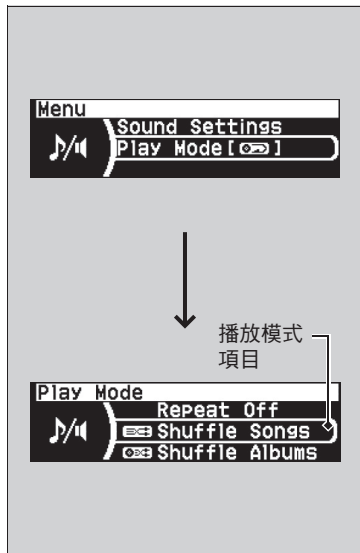 Menu
Sound Settings
Play Mode[]
播放模式
項目
Play Mode
Repeat Off
Shuffle Songs
Shuffle Albums